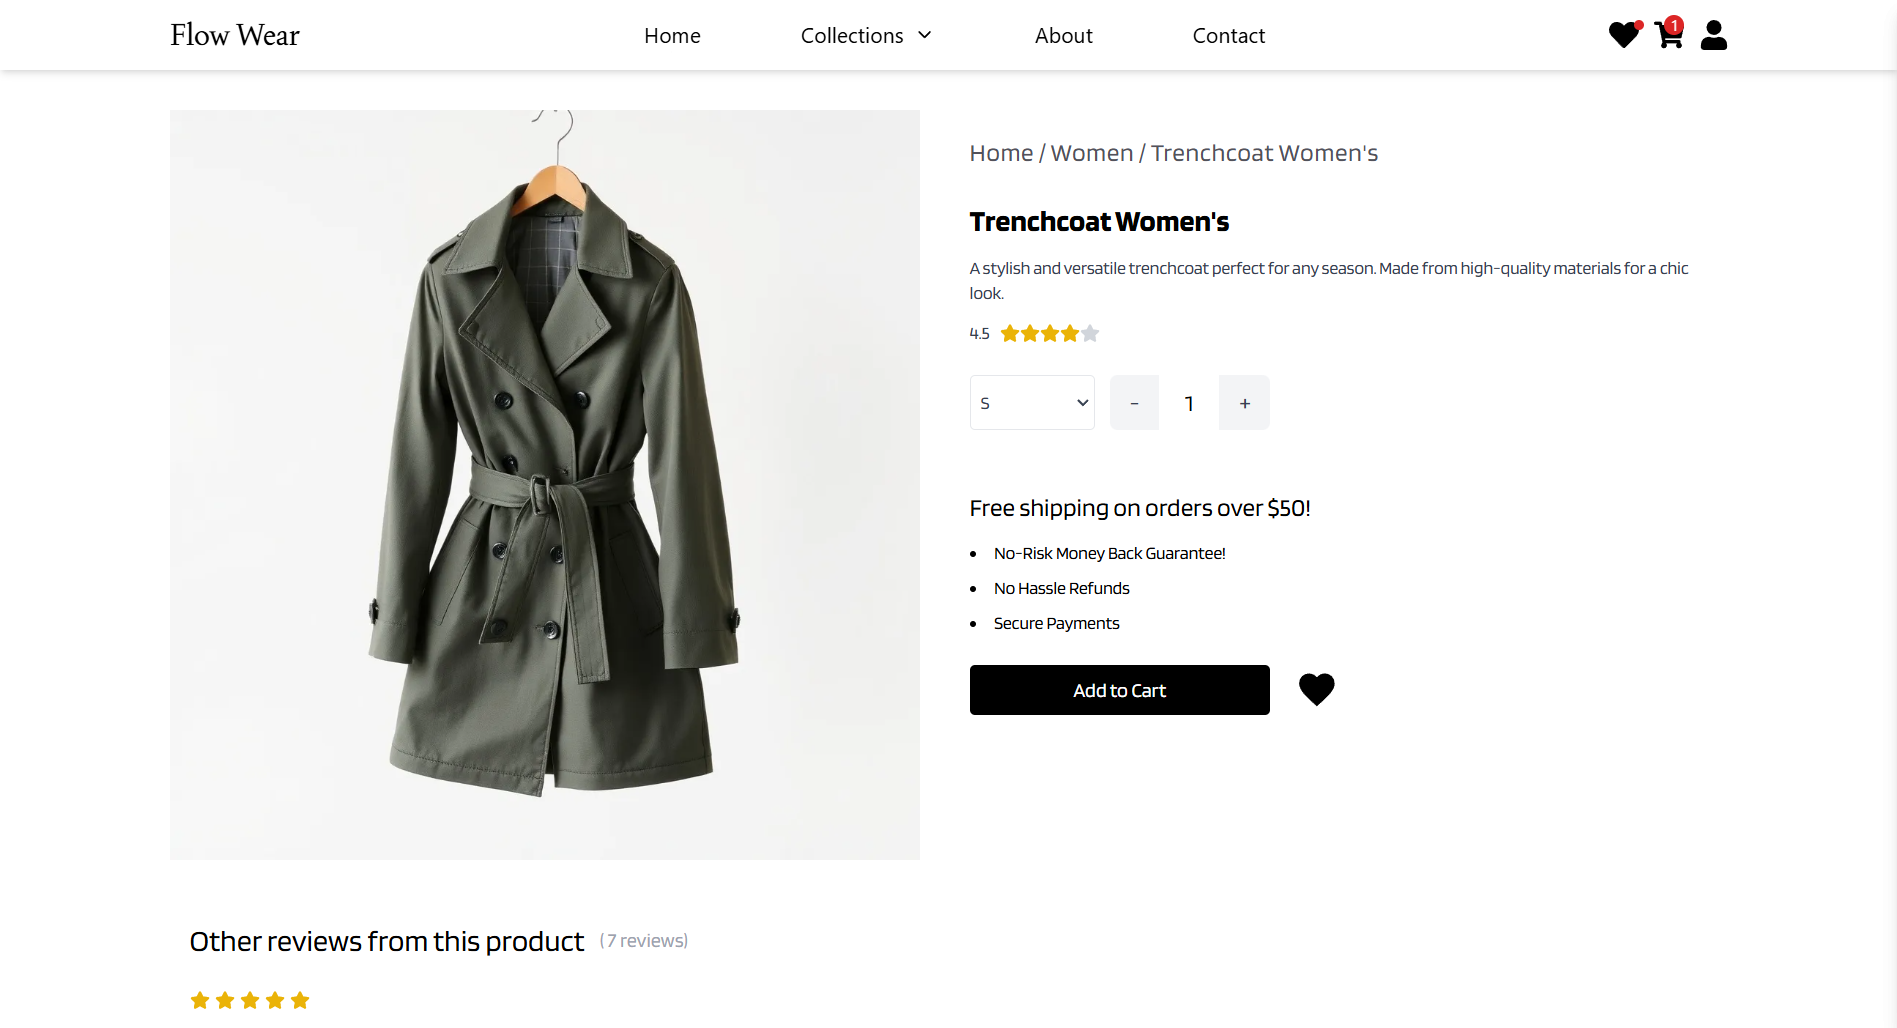 Flow Wear
Home
Collections
About
Contact
1
Home / Women / Trenchcoat Women's
Trenchcoat Women's
A stylish and versatile trenchcoat perfect for any season. Made from high-quality materials for a chic
look.
4.5
S
-
1
+
Free shipping on orders over $50!
No-Risk Money Back Guarantee!
No Hassle Refunds
Secure Payments
Add to Cart
Other reviews from this product
( 7 reviews)